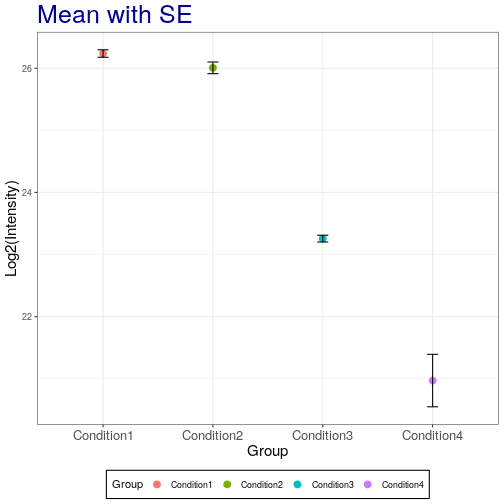 Mean with SE
Log2(Intensity)
26
24
22
Condition1 Condition2 Condition3 Condition4
Group
Group Condition1 Condition2 Condition3 Condition4